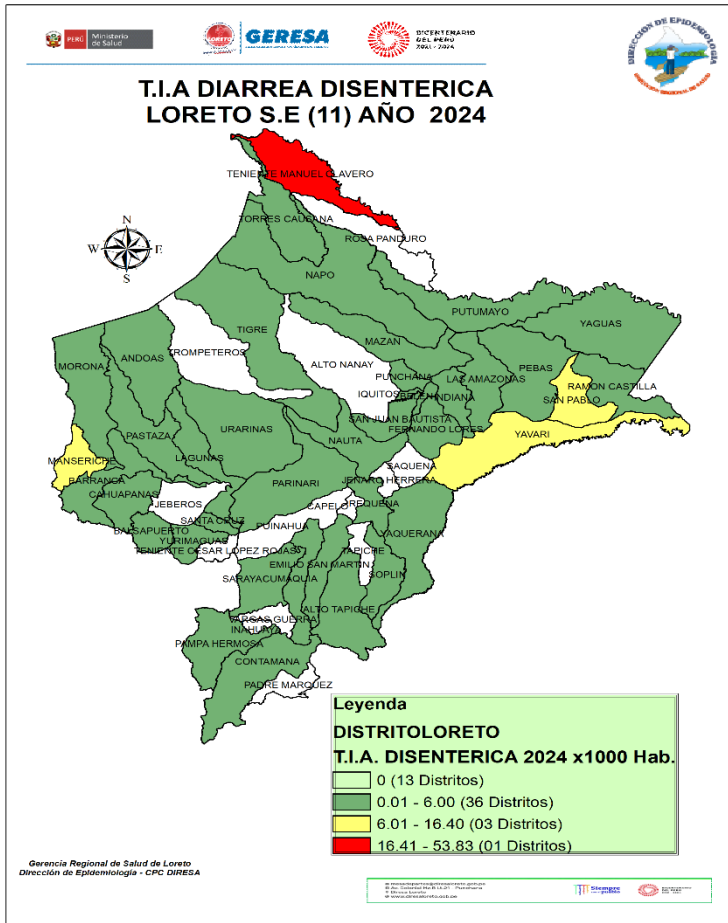 PERÚ
Ministerio
de Salud
LORETO
GERESA
BICENTENARIO
DEL PERÚ
2021 - 2024
DIRECCIÓN DE EPIDEMIOLOGÍA
T.I.A DIARREA DISENTERICA
LORETO S.E (11) AÑO 2024
TENIENTE MANUEL CLAVERO
TORRES CAUSANA
ROSA PANDURO
N
W E
S
NAPO
PUTUMAYO
YAGUAS
TIGRE
MAZAN
TROMPETEROS
ANDOAS
MORONA
ALTO NANAY
PUNCHANA
PEBAS
LAS AMAZONAS
RAMON CASTILLA
IQUITOS
BELEN
INDIANA
SAN PABLO
SAN JUAN BAUTISTA
FERNANDO LORES
URARINAS
NAUTA
YAVARI
PASTAZA
LAGUNAS
MANSERICHE
SAQUENA
BARRANCA
JENARO HERRERA
PARINARI
CAHUAPANAS
JEBEROS
CAPELO
REQUENA
SANTA CRUZ
PUINAHUA
BALSAPUERTO
YAQUERANA
YURIMAGUAS
TENIENTE CESAR LOPEZ ROJAS
TAPICHE
EMILIO SAN MARTIN
SOPLIN
SARAYACU
MAQUIA
ALTO TAPICHE
VARGAS GUERRA
INAHUAYA
PAMPA HERMOSA
CONTAMANA
PADRE MARQUEZ
Leyenda
DISTRITOLORETO
T.I.A. DISENTERICA 2024 x1000 Hab.
0 (13 Distritos)
0.01 - 6.00 (36 Distritos)
6.01 - 16.40 (03 Distritos)
16.41 - 53.83 (01 Distritos)
Gerencia Regional de Salud de Loreto
Dirección de Epidemiología - CPC DIRESA
Siempre
con el pueblo